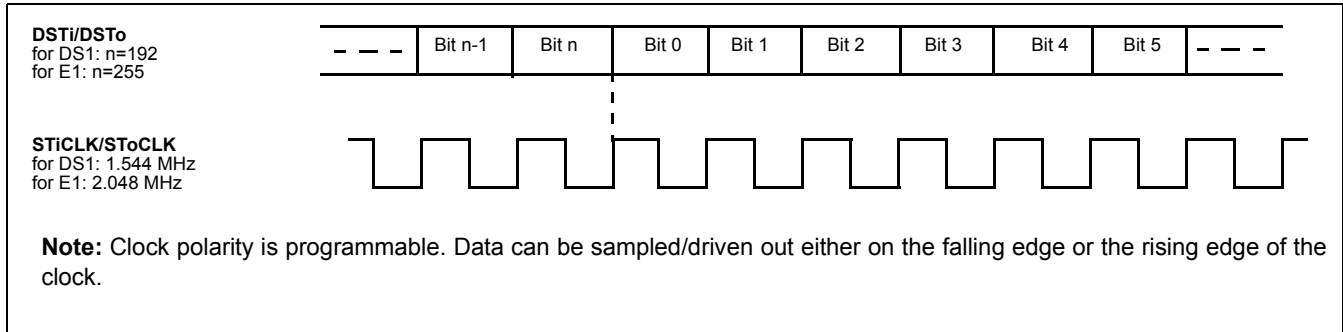 DSTi/DSTo
for DS1: n=192
for E1: n=255
Bit n-1 Bit n Bit 0 Bit 1 Bit 2 Bit 3 Bit 4 Bit 5
STiCLK/SToCLK
for DS1: 1.544 MHz
for E1: 2.048 MHz
Note: Clock polarity is programmable. Data can be sampled/driven out either on the falling edge or the rising edge of the
clock.